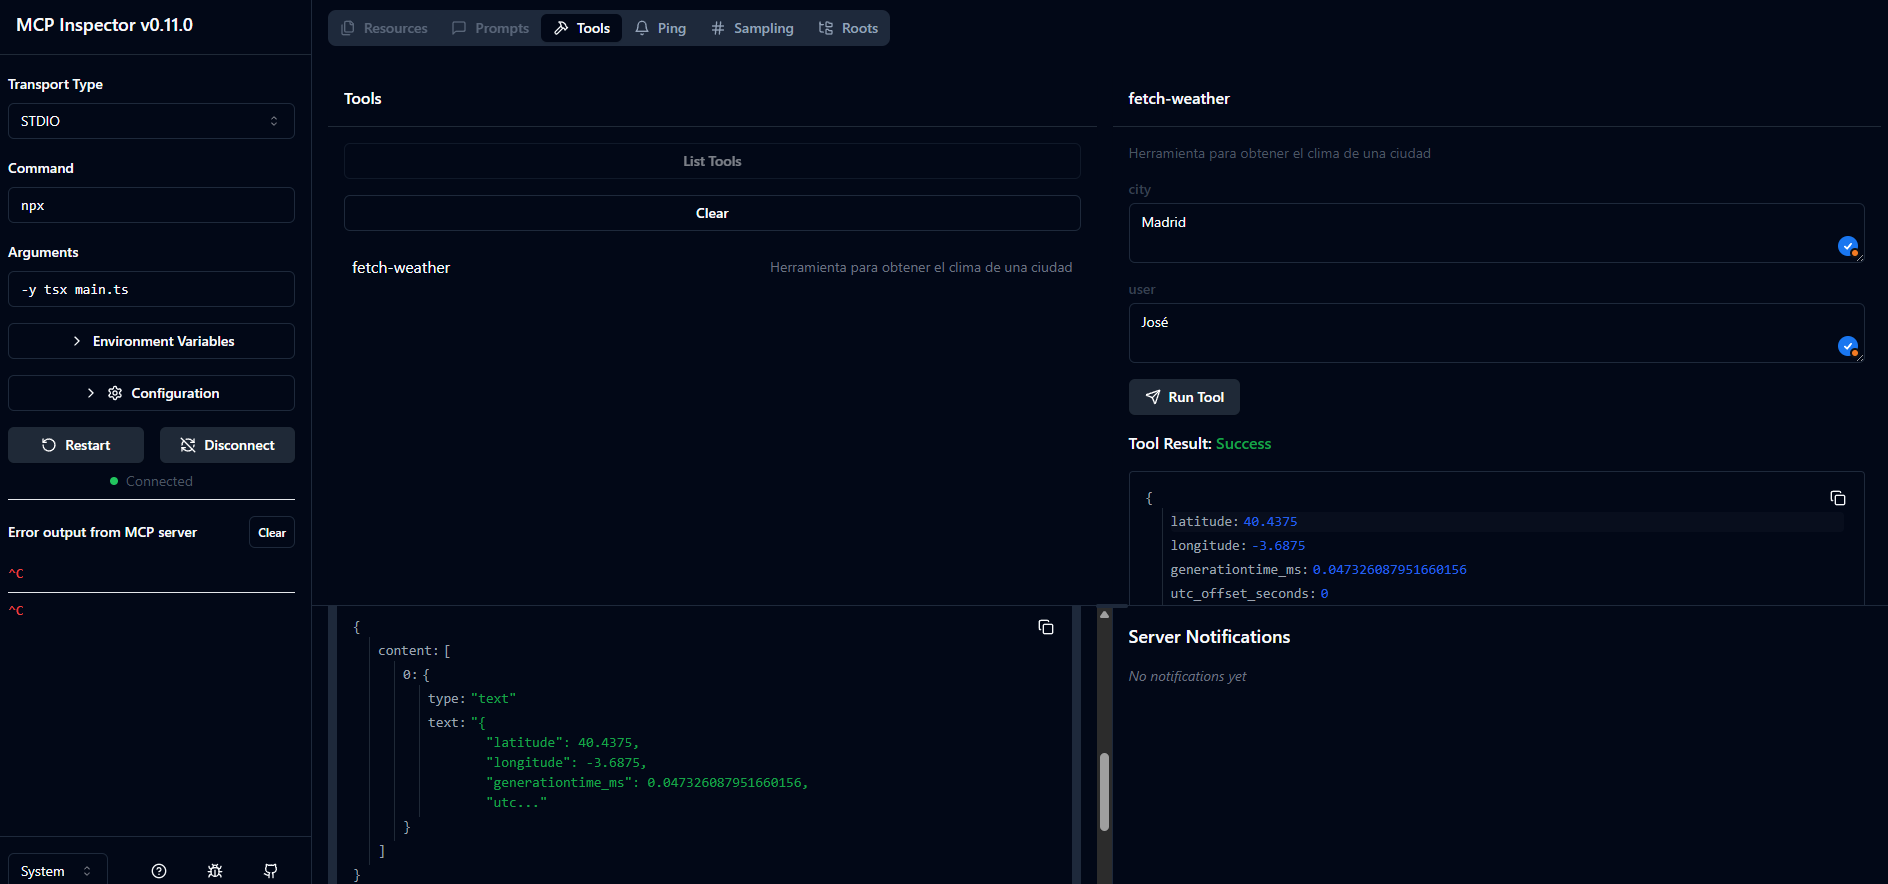 MCP Inspector v0.11.0
Transport Type
STDIO
Command
npx
Arguments
-y tsx main.ts
Environment Variables
Configuration
Restart
Disconnect
Connected
Error output from MCP server
Clear
^C
^C
System
Resources
Prompts
Tools
Ping
Sampling
Roots
Tools
List Tools
Clear
fetch-weather
Herramienta para obtener el clima de una ciudad
fetch-weather
Herramienta para obtener el clima de una ciudad
city
Madrid
user
José
Run Tool
Tool Result: Success
{
latitude: 40.4375
longitude: -3.6875
generationtime_ms: 0.047326087951660156
utc_offset_seconds: 0
{
content: [
0: {
type: "text"
text: "{
"latitude": 40.4375,
"longitude": -3.6875,
"generationtime_ms": 0.047326087951660156,
"utc..."
}
]
}
Server Notifications
No notifications yet